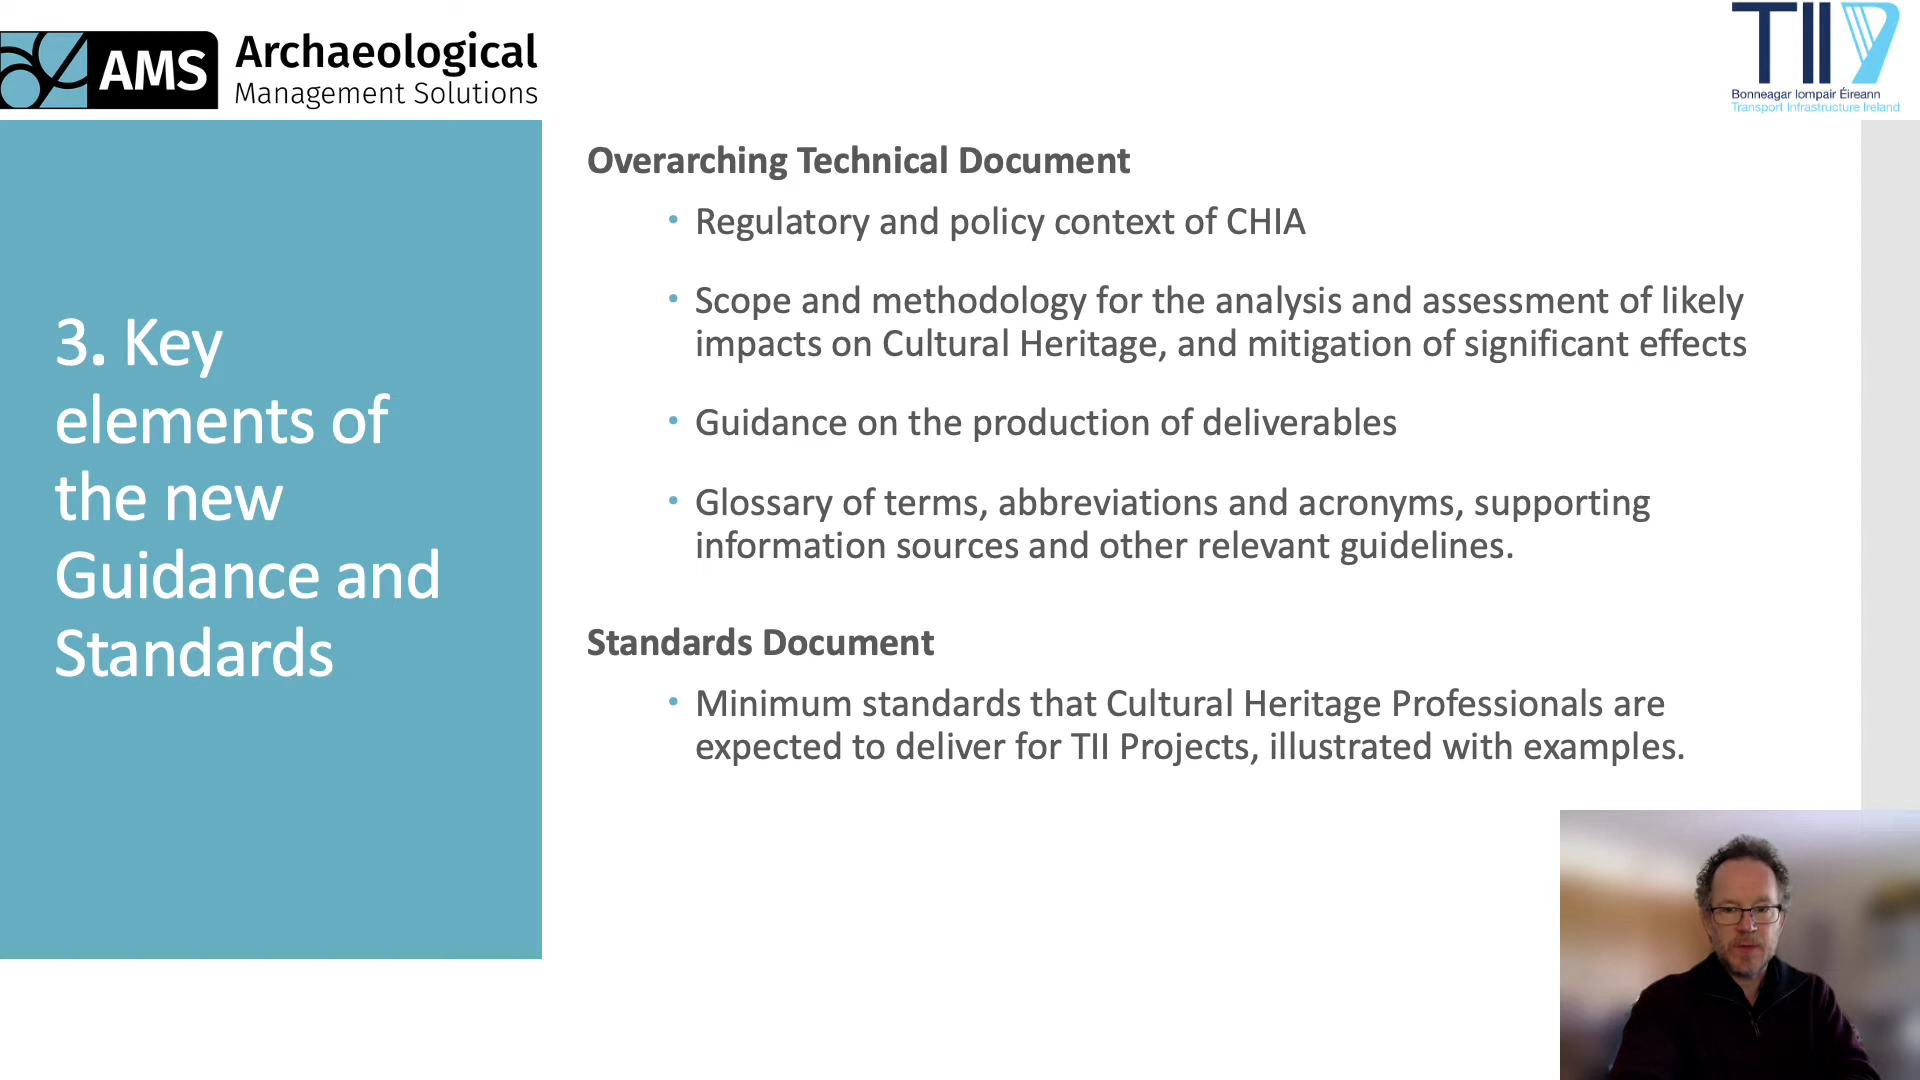 AMS
Archaeological
Management Solutions
TII
Bonneagar Iompair Éireann
Transport Infrastructure Ireland
3. Key
elements of
the new
Guidance and
Standards
Overarching Technical Document
• Regulatory and policy context of CHIA
• Scope and methodology for the analysis and assessment of likely
impacts on Cultural Heritage, and mitigation of significant effects
• Guidance on the production of deliverables
• Glossary of terms, abbreviations and acronyms, supporting
information sources and other relevant guidelines.
Standards Document
• Minimum standards that Cultural Heritage Professionals are
expected to deliver for TII Projects, illustrated with examples.